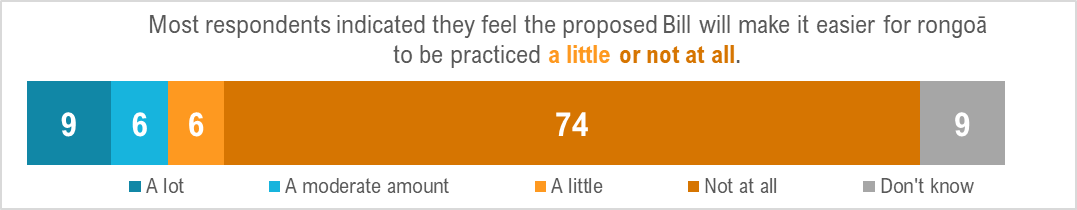 Most respondents indicated they feel the proposed Bill will make it easier for rongoā
to be practiced a little or not at all.
9 6 6 74 9
A lot A moderate amount A little Not at all Don't know